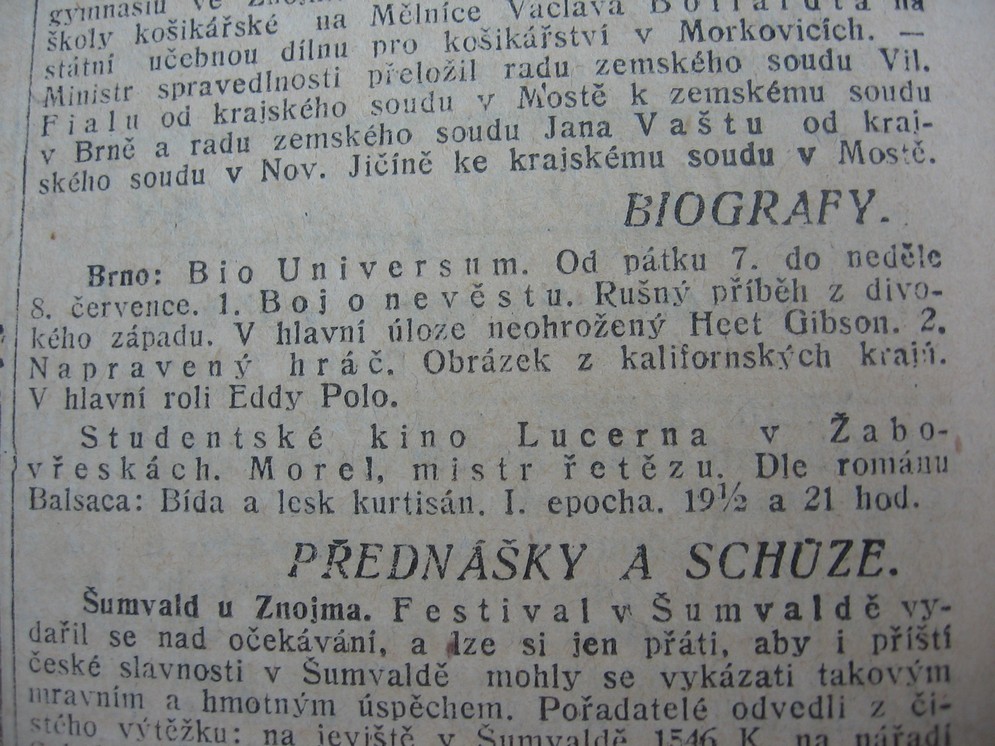 gymnasiu ve Znojmě
školy košikářské na Mělníce Václava na
státní učebnou dílnu pro košikářství v Morkovicích. —
Ministr spravedlnosti přeložil radu zemského soudu Vil.
Fialu od krajského soudu v Mostě k zemskému soudu
v Brně a radu zemského soudu Jana Vaštu od kraj-
ského soudu v Nov. Jičíně ke krajskému soudu v Mostě.
BIOGRAFY.
Brno: Bio Universum. Od pátku 7. do neděle
8. července. 1. Boj o nevěstu. Rušný příběh z divo-
kého západu. V hlavní úloze neohrožený Heet Gibson. 2.
Napravený hráč. Obrázek z kalifornských krajů.
V hlavní roli Eddy Polo.
Studentské kino Lucerna v Žabo-
vřeskách. Morel, mistr řetězu. Dle románu
Balsaca: Bída a lesk kurtisán. I. epocha. 19½ a 21 hod.
PŘEDNÁŠKY A SCHŮZE.
Šumvald u Znojma. Festival v Šumvaldě vy-
dařil se nad očekávání, a lze si jen přáti, aby i příští
české slavnosti v Šumvaldě mohly se vykázati takovým
mravním a hmotným úspěchem. Pořadatelé odvedli z či-
stého výtěžku: na jeviště v Šumvaldě 1546 K, na nářadí